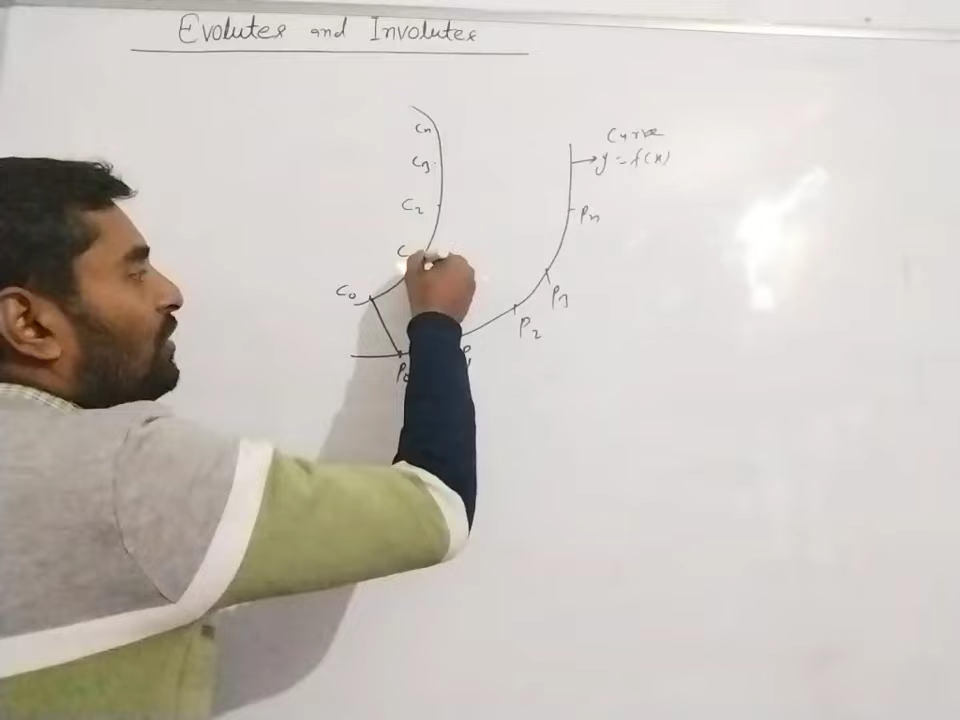 Evolutes and Involutes
Curve
y = f(x)
Cn
C3
C2
C
C0
Pn
P3
P2
P